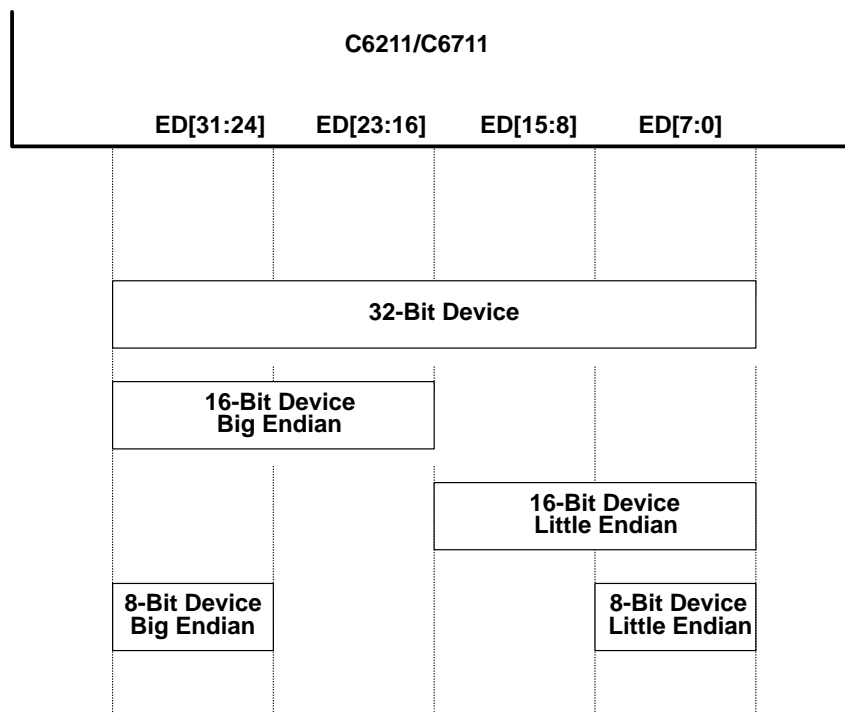 C6211/C6711
ED[31:24] ED[23:16] ED[15:8] ED[7:0]
32-Bit Device
16-Bit Device
Big Endian
16-Bit Device
Little Endian
8-Bit Device
Big Endian
8-Bit Device
Little Endian